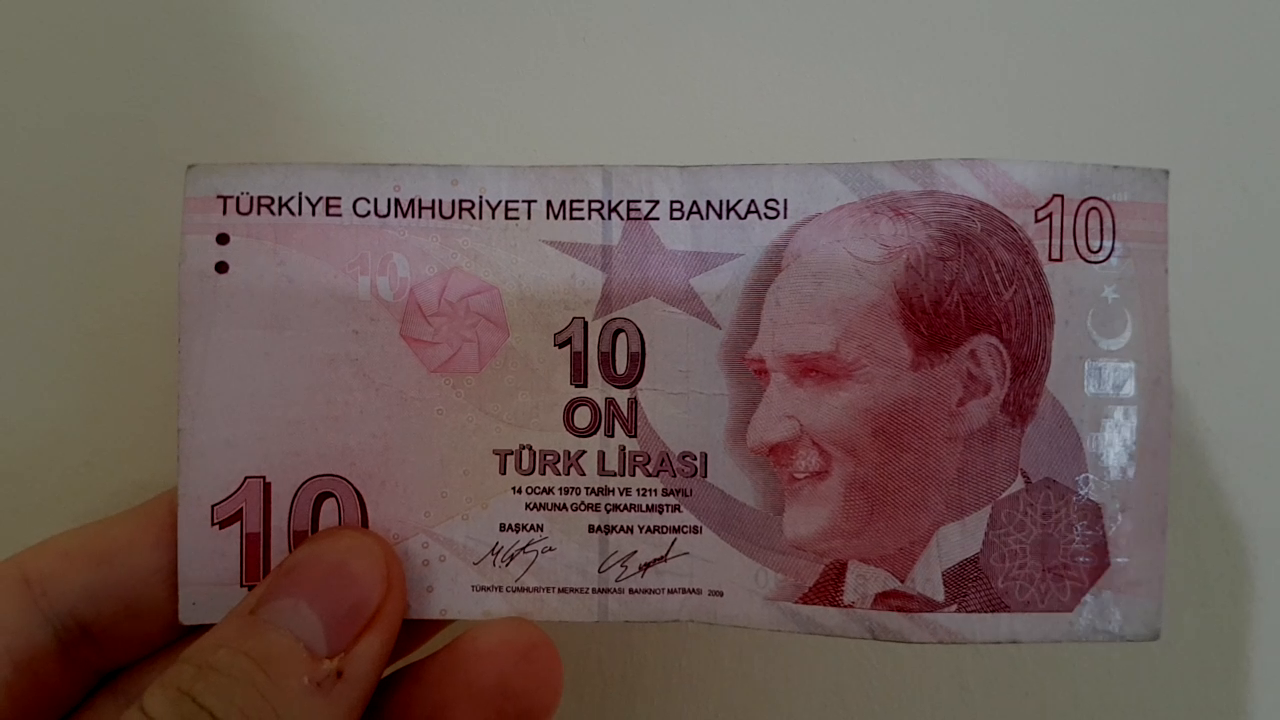 TÜRKİYE CUMHURİYET MERKEZ BANKASI
10
10
10
ON
TÜRK LİRASI
14 OCAK 1970 TARİH VE 1211 SAYILI
KANUNA GÖRE ÇIKARILMIŞTIR.
BAŞKAN BAŞKAN YARDIMCISI
10
TÜRKİYE CUMHURİYET MERKEZ BANKASI BANKNOT MATBAASI 2009